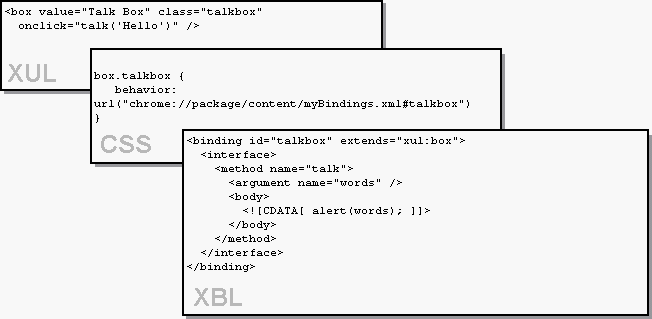 <box value="Talk Box" class="talkbox"
  onclick="talk('Hello')" />
XUL
box.talkbox {
   behavior:
url("chrome://package/content/myBindings.xml#talkbox")
}
CSS
<binding id="talkbox" extends="xul:box">
  <interface>
    <method name="talk">
      <argument name="words" />
      <body>
        <![CDATA[ alert(words); ]]>
      </body>
    </method>
  </interface>
</binding>
XBL